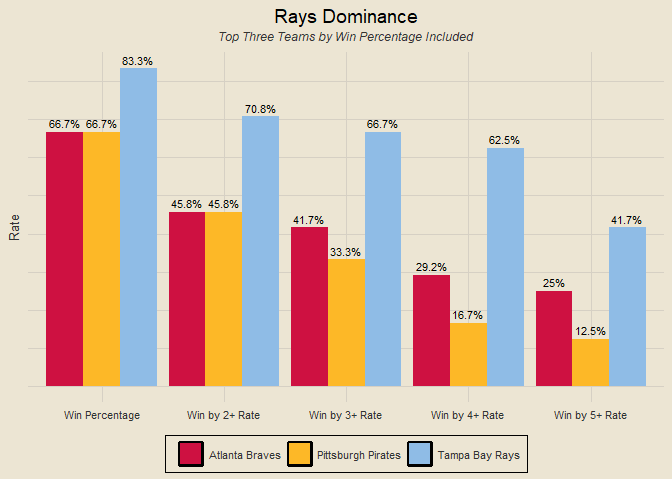 Rays Dominance
Top Three Teams by Win Percentage Included
Rate
66.7% 66.7% 83.3%
45.8% 45.8% 70.8%
41.7% 33.3% 66.7%
29.2% 16.7% 62.5%
25% 12.5% 41.7%
Win Percentage Win by 2+ Rate Win by 3+ Rate Win by 4+ Rate Win by 5+ Rate
Atlanta Braves Pittsburgh Pirates Tampa Bay Rays